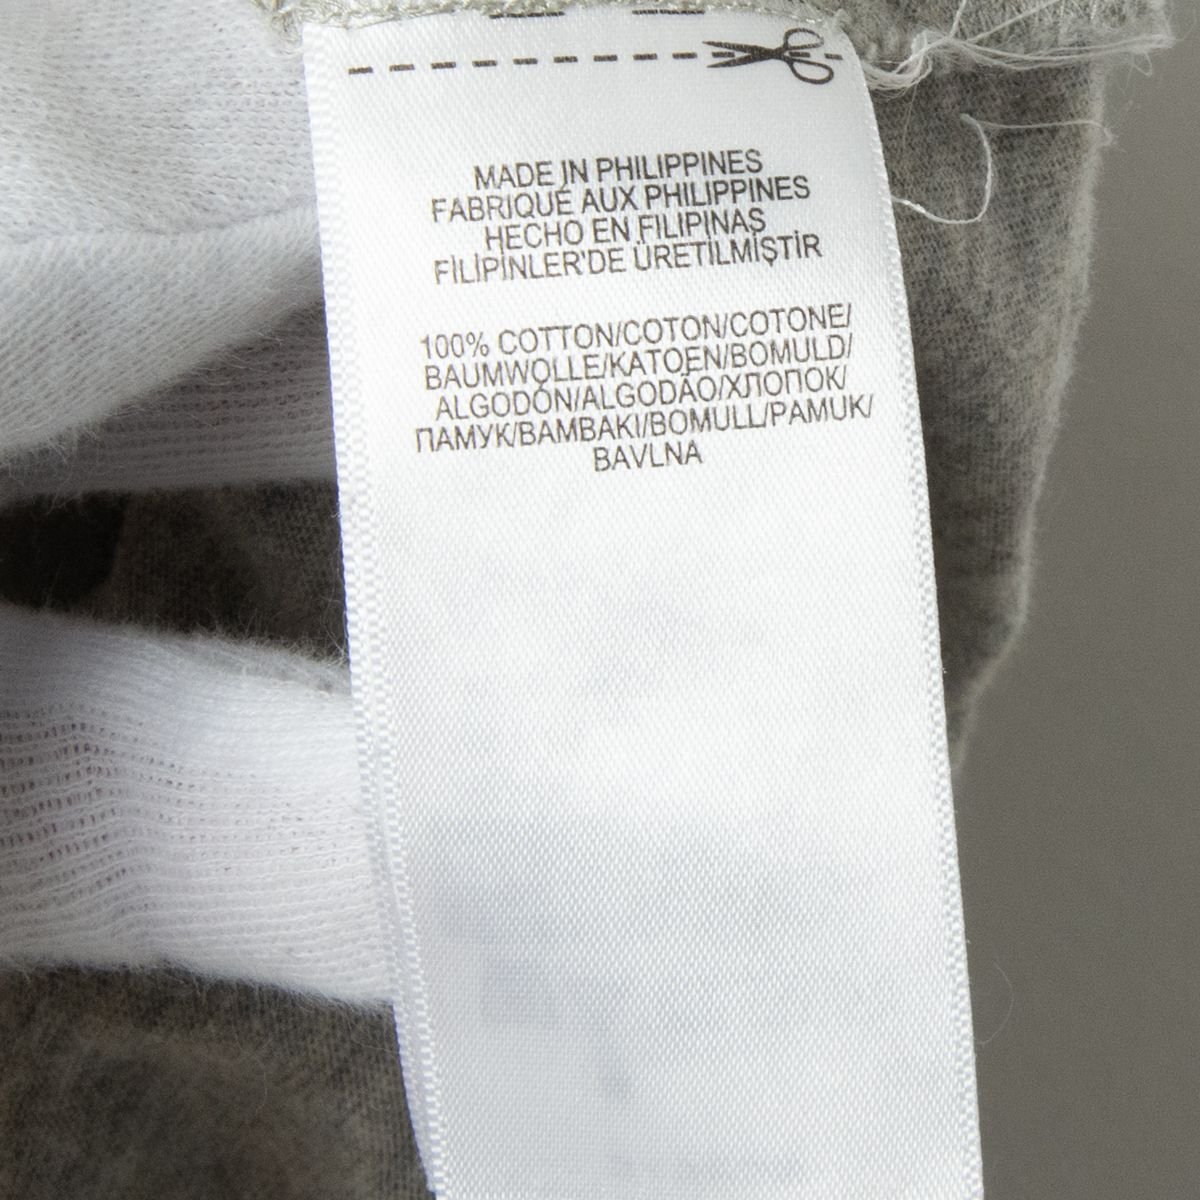 MADE IN PHILIPPINES
FABRIQUÉ AUX PHILIPPINES
HECHO EN FILIPINAS
FİLİPİNLER'DE ÜRETİLMİŞTİR
100% COTTON/COTON/COTONE/
BAUMWOLLE/KATOEN/BOMULD/
ALGODÓN/ALGODÃO/ХЛОПОК/
ПАМУК/ΒΑΜΒΑΚΙ/BOMULL/PAMUK/
BAVLNA